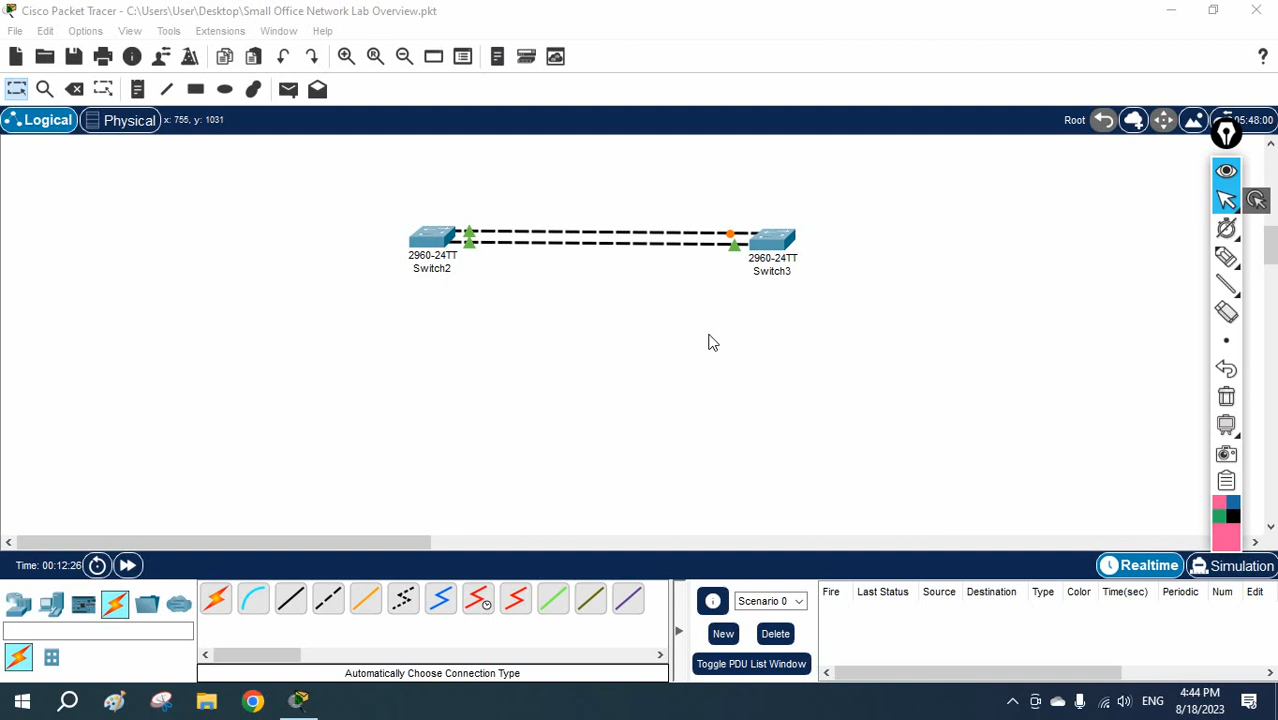 Cisco Packet Tracer - C:\Users\User\Desktop\Small Office Network Lab Overview.pkt
File Edit Options View Tools Extensions Window Help
Logical Physical x: 755, y: 1031 Root 05:48:00
2960-24TT
Switch2
2960-24TT
Switch3
Time: 00:12:26 Realtime Simulation
Scenario 0
Fire Last Status Source Destination Type Color Time(sec) Periodic Num Edit
New Delete
Toggle PDU List Window
Automatically Choose Connection Type
ENG
4:44 PM
8/18/2023